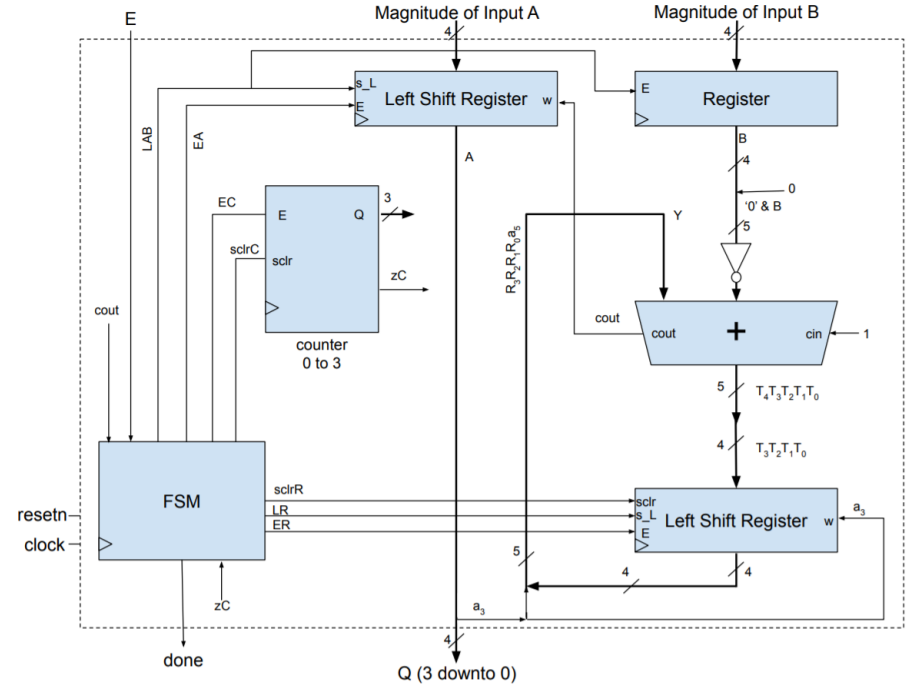 E
Magnitude of Input A
Magnitude of Input B
4
4
s_L
E
Left Shift Register
w
E
Register
LAB
EA
A
B
4
0
'0' & B
5
EC
E
Q
3
sclrC
sclr
zC
counter
0 to 3
R₃R₂R₁R₀a₅
Y
cout
cout
cout
+
cin
1
5
T₄T₃T₂T₁T₀
4
T₃T₂T₁T₀
FSM
resetn
clock
sclrR
LR
ER
sclr
s_L
E
Left Shift Register
w
a₃
5
4
4
zC
a₃
done
4
Q (3 downto 0)